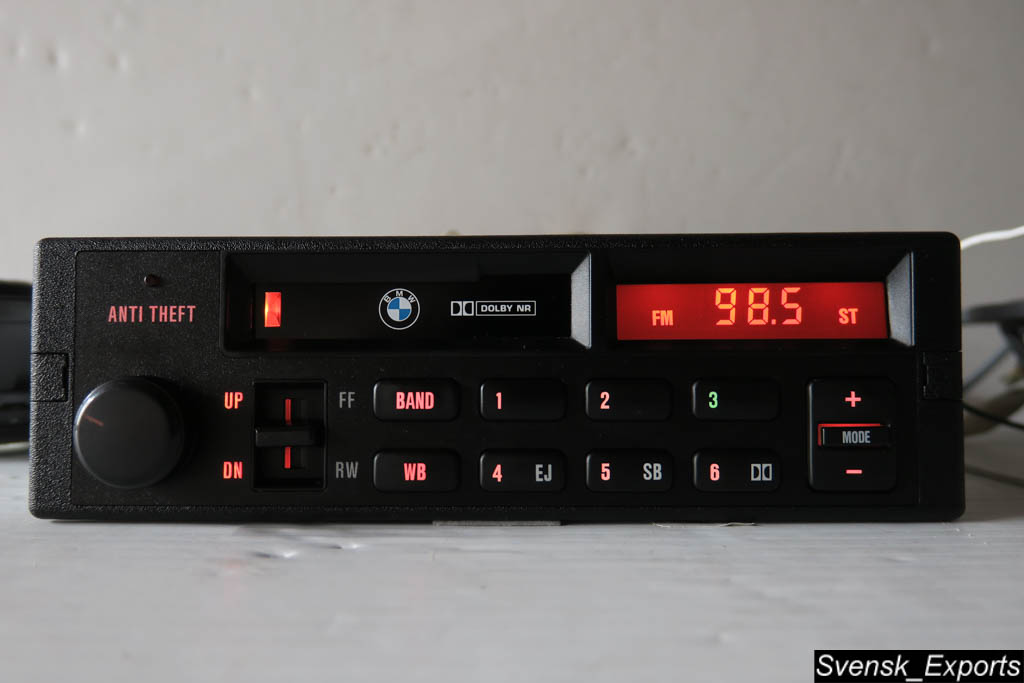 ANTI THEFT
BMW
DOLBY NR
FM 98.5 ST
UP FF BAND 1 2 3 +
MODE
DN RW WB 4 EJ 5 SB 6 −
Svensk_Exports